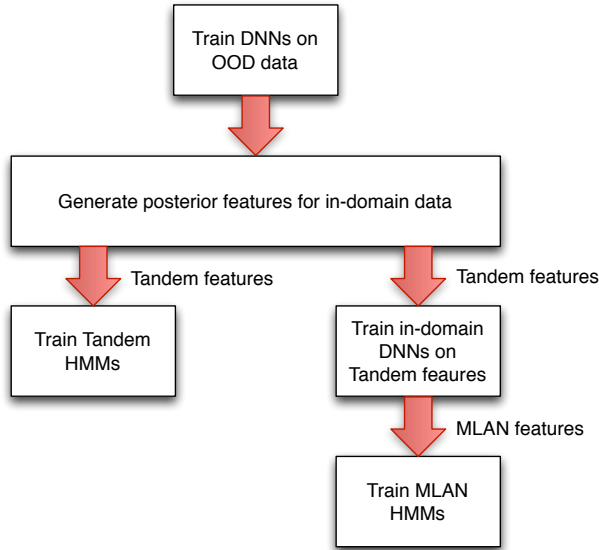 Train DNNs on
OOD data
Generate posterior features for in-domain data
Tandem features
Tandem features
Train Tandem
HMMs
Train in-domain
DNNs on
Tandem feaures
MLAN features
Train MLAN
HMMs